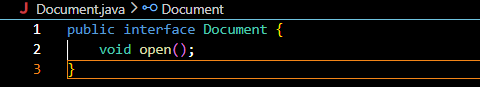 J Document.java > Document
1 public interface Document {
2 void open();
3 }